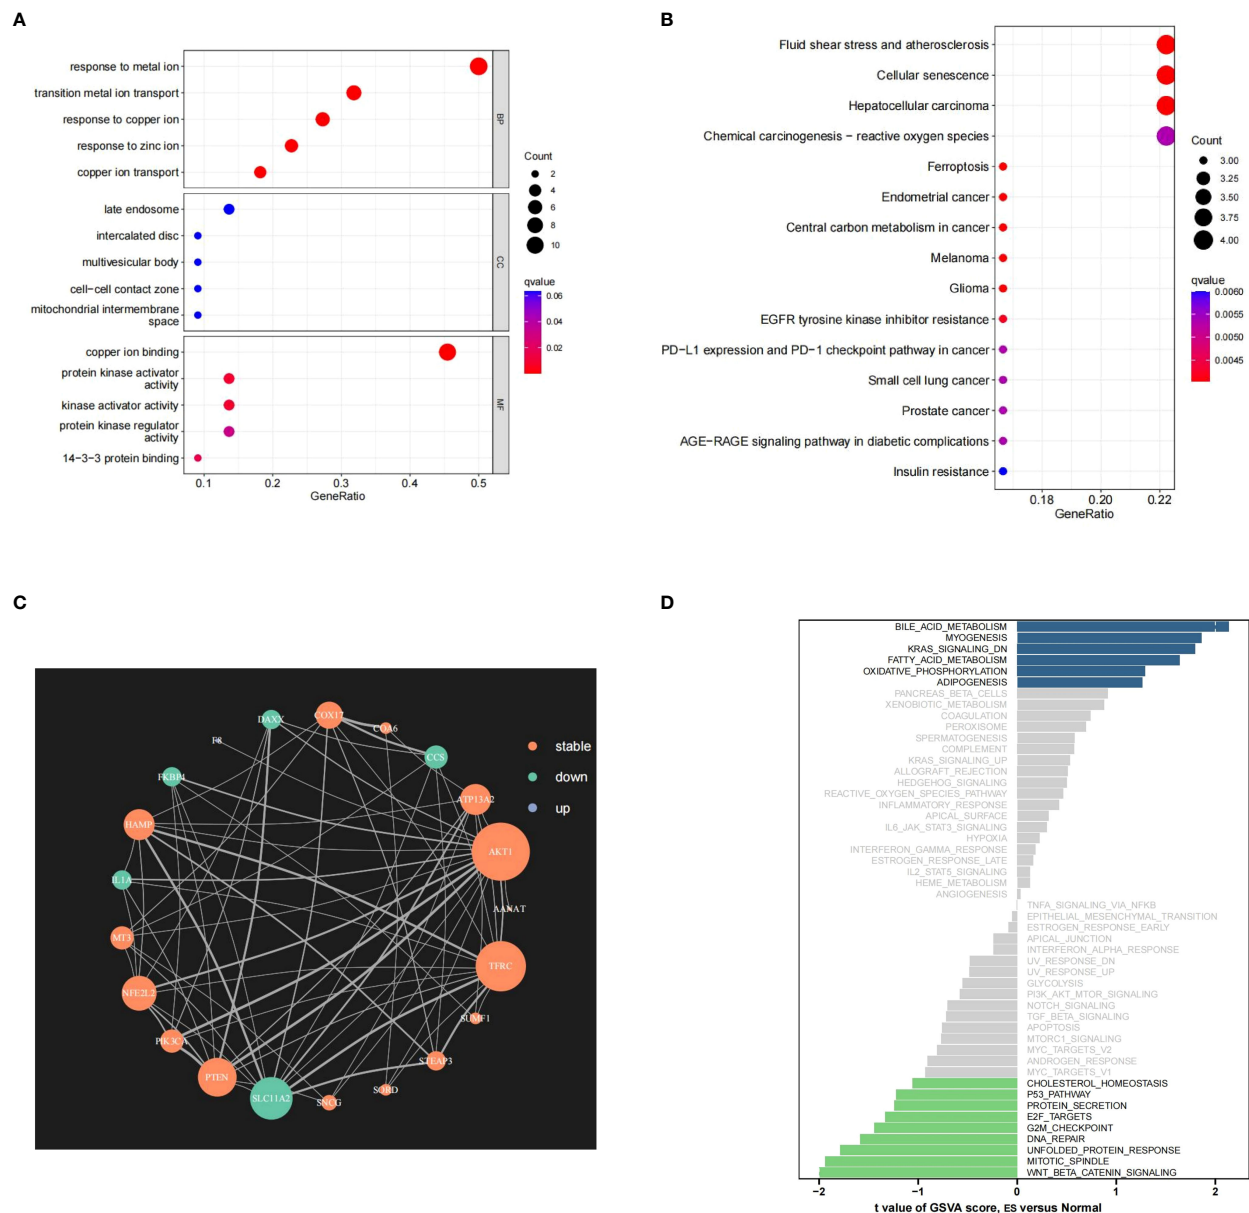 A
response to metal ion
transition metal ion transport
response to copper ion
response to zinc ion
copper ion transport
BP
late endosome
intercalated disc
multivesicular body
cell−cell contact zone
mitochondrial intermembrane
space
CC
copper ion binding
protein kinase activator
activity
kinase activator activity
protein kinase regulator
activity
14−3−3 protein binding
MF
0.1 0.2 0.3 0.4 0.5
GeneRatio
Count
2
4
6
8
10
qvalue
0.06
0.04
0.02
B
Fluid shear stress and atherosclerosis
Cellular senescence
Hepatocellular carcinoma
Chemical carcinogenesis − reactive oxygen species
Ferroptosis
Endometrial cancer
Central carbon metabolism in cancer
Melanoma
Glioma
EGFR tyrosine kinase inhibitor resistance
PD−L1 expression and PD−1 checkpoint pathway in cancer
Small cell lung cancer
Prostate cancer
AGE−RAGE signaling pathway in diabetic complications
Insulin resistance
0.18 0.20 0.22
GeneRatio
Count
3.00
3.25
3.50
3.75
4.00
qvalue
0.0060
0.0055
0.0050
0.0045
C
COX17
COA6
DAXX
F8
CCS
FKBP4
ATP13A2
HAMP
AKT1
IL1A
AANAT
MT3
TFRC
NFE2L2
SUMF1
PIK3CA
STEAP3
PTEN
SORD
SLC11A2
SNCG
stable
down
up
D
BILE_ACID_METABOLISM
MYOGENESIS
KRAS_SIGNALING_DN
FATTY_ACID_METABOLISM
OXIDATIVE_PHOSPHORYLATION
ADIPOGENESIS
PANCREAS_BETA_CELLS
XENOBIOTIC_METABOLISM
COAGULATION
PEROXISOME
SPERMATOGENESIS
COMPLEMENT
KRAS_SIGNALING_UP
ALLOGRAFT_REJECTION
HEDGEHOG_SIGNALING
REACTIVE_OXYGEN_SPECIES_PATHWAY
INFLAMMATORY_RESPONSE
APICAL_SURFACE
IL6_JAK_STAT3_SIGNALING
HYPOXIA
INTERFERON_GAMMA_RESPONSE
ESTROGEN_RESPONSE_LATE
IL2_STAT5_SIGNALING
HEME_METABOLISM
ANGIOGENESIS
TNFA_SIGNALING_VIA_NFKB
EPITHELIAL_MESENCHYMAL_TRANSITION
ESTROGEN_RESPONSE_EARLY
APICAL_JUNCTION
INTERFERON_ALPHA_RESPONSE
UV_RESPONSE_DN
UV_RESPONSE_UP
GLYCOLYSIS
PI3K_AKT_MTOR_SIGNALING
NOTCH_SIGNALING
TGF_BETA_SIGNALING
APOPTOSIS
MTORC1_SIGNALING
MYC_TARGETS_V2
ANDROGEN_RESPONSE
MYC_TARGETS_V1
CHOLESTEROL_HOMEOSTASIS
P53_PATHWAY
PROTEIN_SECRETION
E2F_TARGETS
G2M_CHECKPOINT
DNA_REPAIR
UNFOLDED_PROTEIN_RESPONSE
MITOTIC_SPINDLE
WNT_BETA_CATENIN_SIGNALING
−2 −1 0 1 2
t value of GSVA score, ES versus Normal